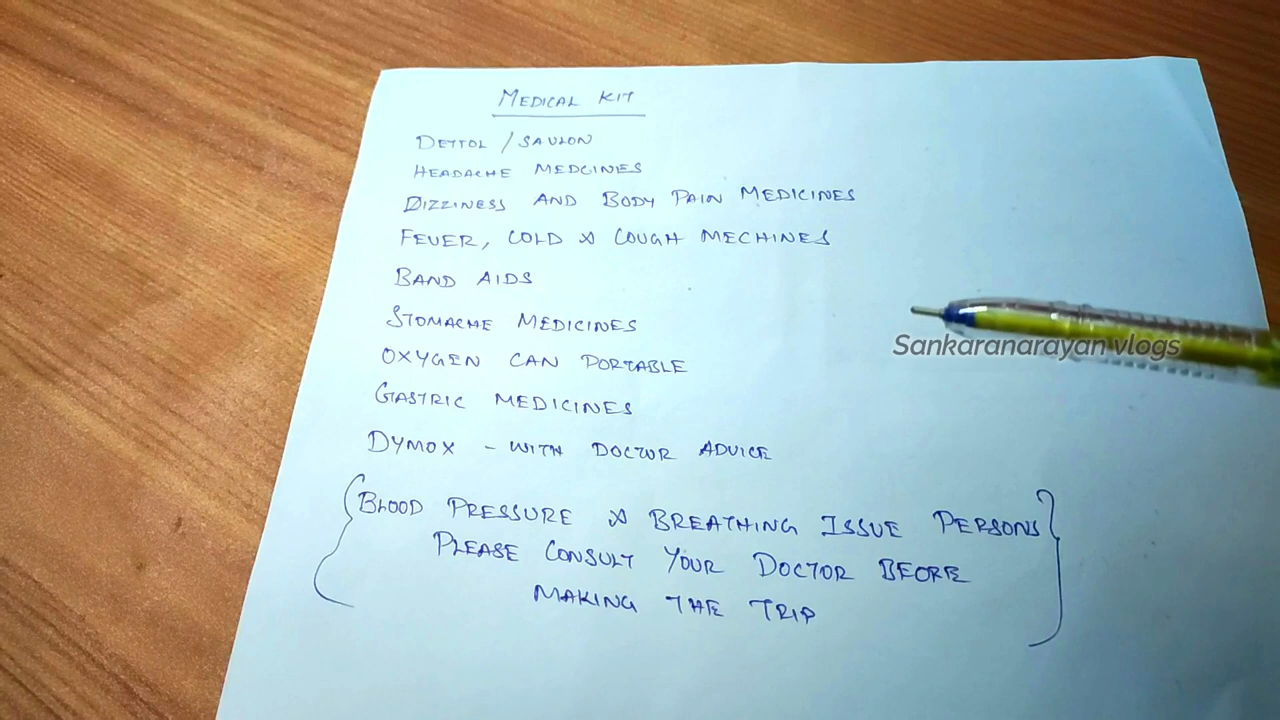 MEDICAL KIT
DETTOL / SAVLON
HEADACHE MEDCINES
DIZZINESS AND BODY PAIN MEDICINES
FEVER, COLD & COUGH MECHINES
BAND AIDS
STOMACHE MEDICINES
OXYGEN CAN PORTABLE
GASTRIC MEDICINES
DYMOX - WITH DOCTOR ADVICE
{BLOOD PRESSURE & BREATHING ISSUE PERSONS}
PLEASE CONSULT YOUR DOCTOR BEORE
MAKING THE TRIP
Sankaranarayan vlogs